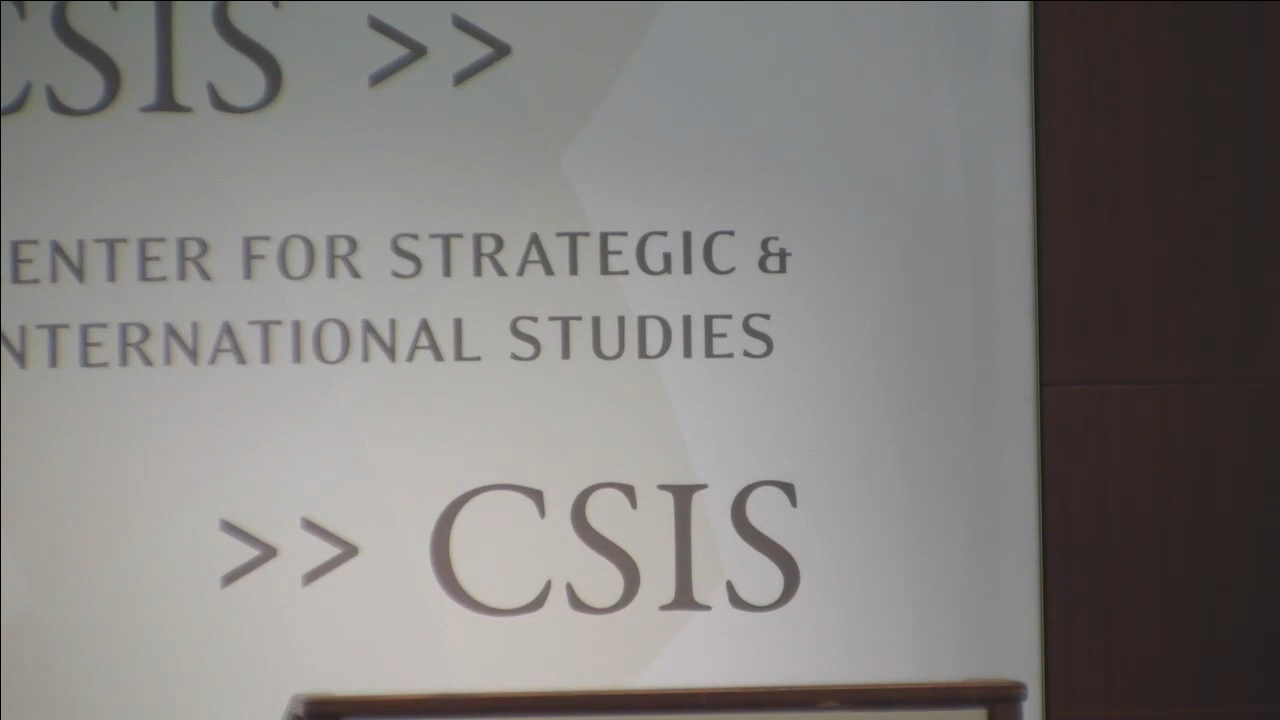 CSIS >>
ENTER FOR STRATEGIC &
NTERNATIONAL STUDIES
>> CSIS